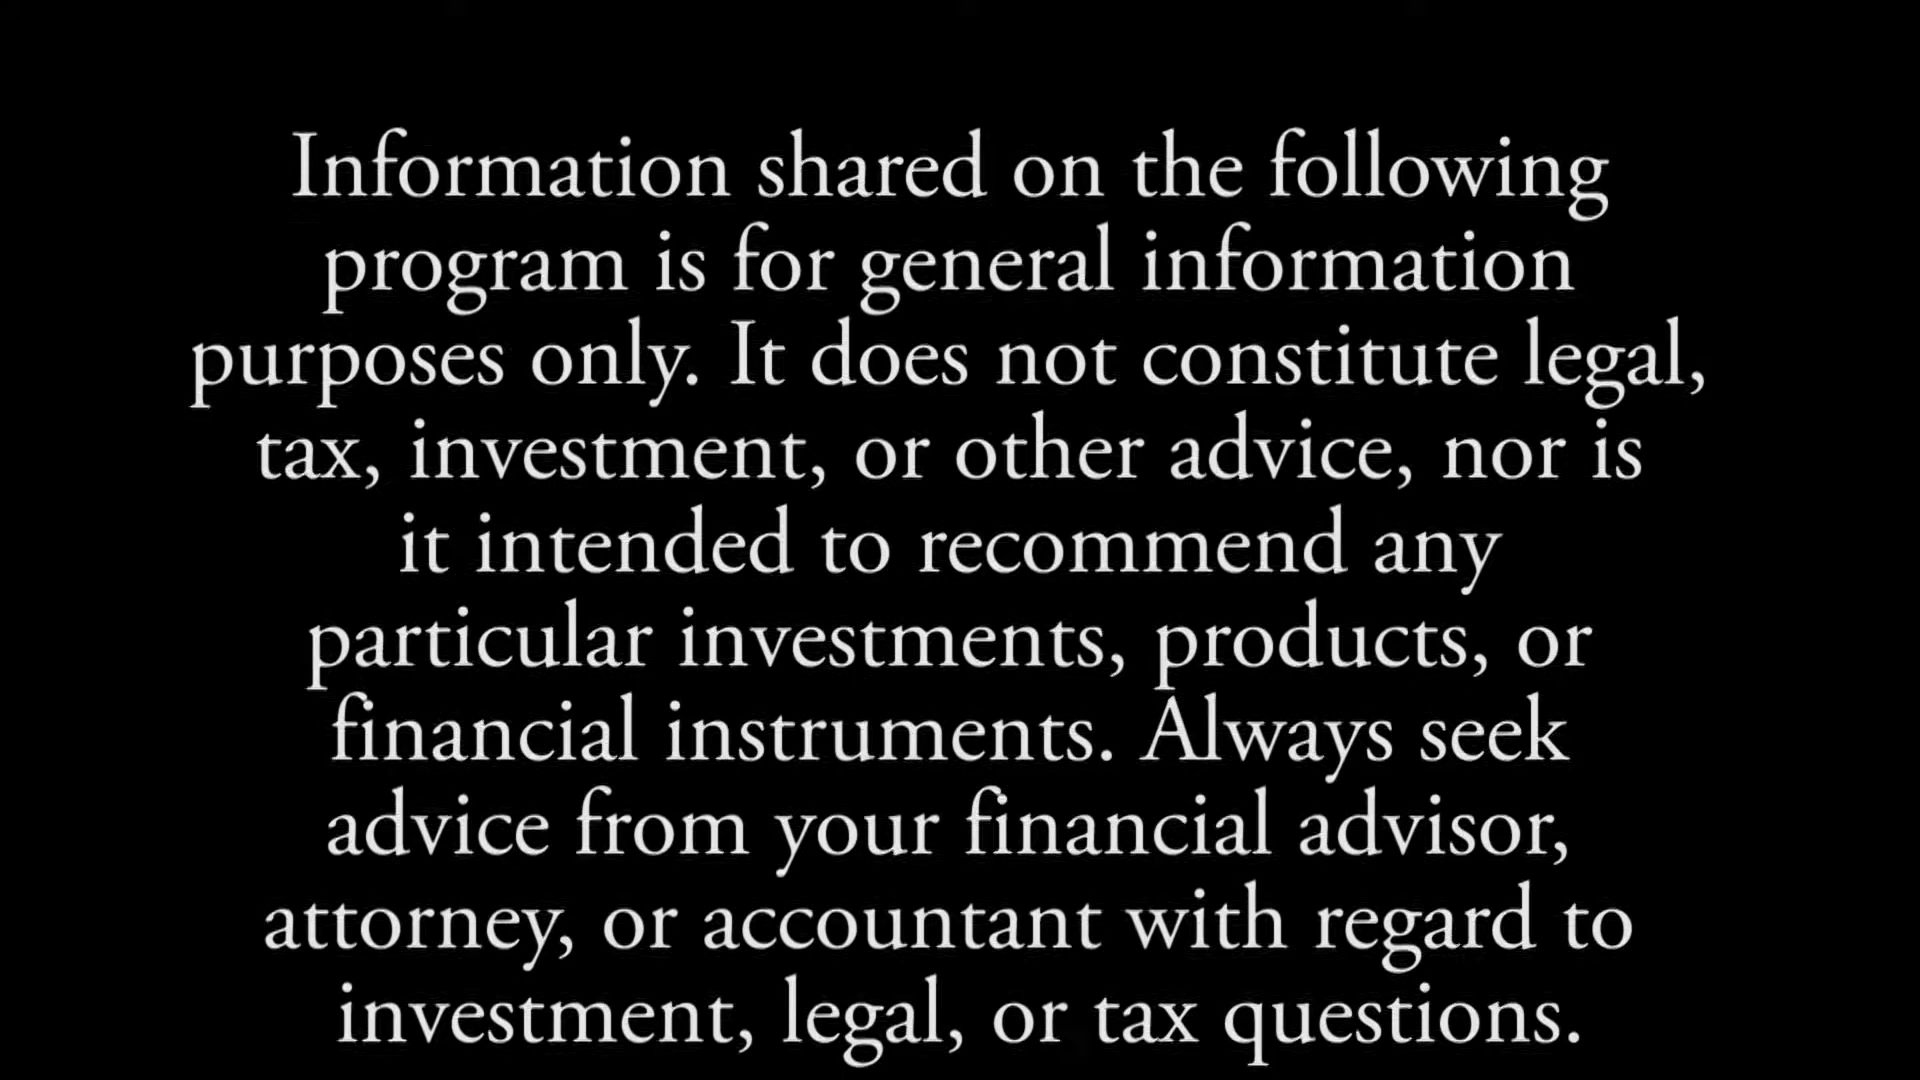 Information shared on the following
program is for general information
purposes only. It does not constitute legal,
tax, investment, or other advice, nor is
it intended to recommend any
particular investments, products, or
financial instruments. Always seek
advice from your financial advisor,
attorney, or accountant with regard to
investment, legal, or tax questions.